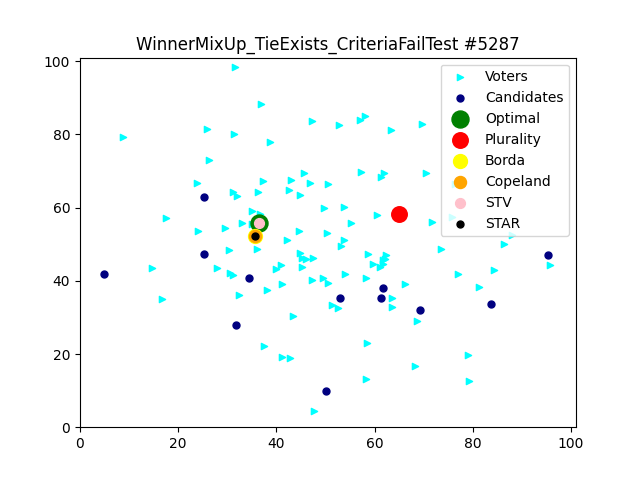 WinnerMixUp_TieExists_CriteriaFailTest #5287
100
80
60
40
20
0
0
20
40
60
80
100
Voters
Candidates
Optimal
Plurality
Borda
Copeland
STV
STAR